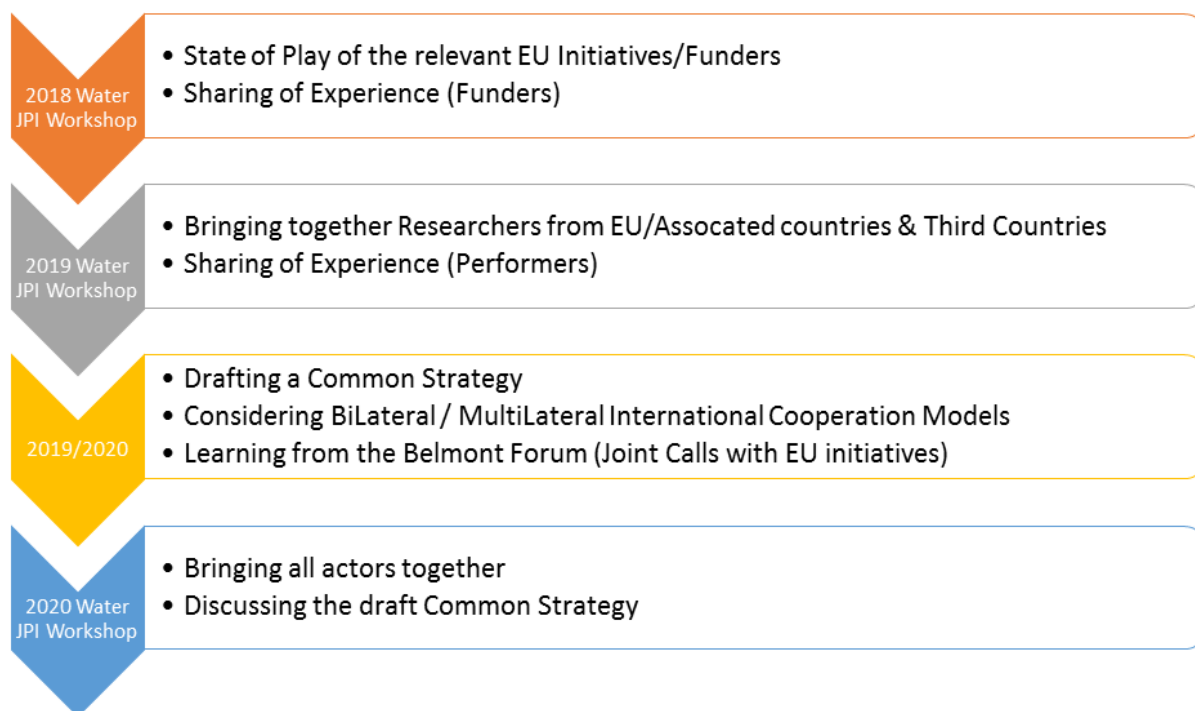 2018 Water
JPI Workshop
• State of Play of the relevant EU Initiatives/Funders
• Sharing of Experience (Funders)
2019 Water
JPI Workshop
• Bringing together Researchers from EU/Assocated countries & Third Countries
• Sharing of Experience (Performers)
2019/2020
• Drafting a Common Strategy
• Considering BiLateral / MultiLateral International Cooperation Models
• Learning from the Belmont Forum (Joint Calls with EU initiatives)
2020 Water
JPI Workshop
• Bringing all actors together
• Discussing the draft Common Strategy